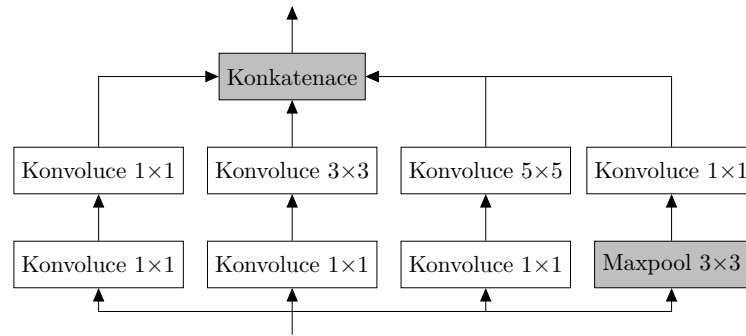 Konkatenace
Konvoluce 1×1 Konvoluce 3×3 Konvoluce 5×5 Konvoluce 1×1
Konvoluce 1×1 Konvoluce 1×1 Konvoluce 1×1 Maxpool 3×3